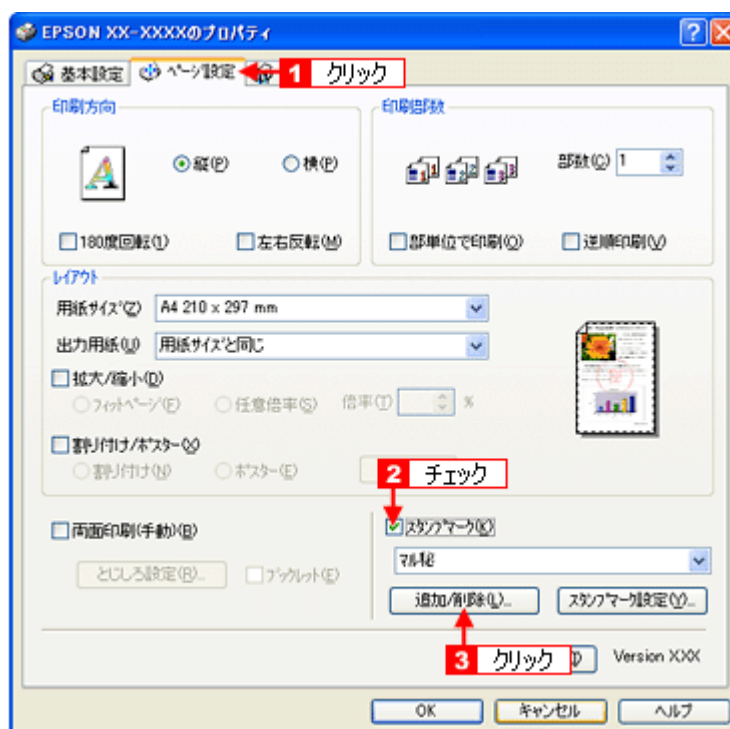 EPSON XX-XXXXのプロパティ
基本設定 ページ設定 1 クリック
印刷方向 印刷部数
縦(P) 横(P) 部数(C) 1
180度回転(1) 左右反転(M) 部単位で印刷(O) 逆順印刷(V)
レイアウト
用紙サイズ(Z) A4 210 x 297 mm
出力用紙(U) 用紙サイズと同じ
拡大/縮小(D)
フィットページ(F) 任意倍率(S) 倍率(T) %
割り付け/ポスター(X)
割り付け(N) ポスター(E)
2 チェック
両面印刷(手動)(B) スタンプマーク(K)
マル秘
とじしろ設定(R)... ブックレット(E)
追加/削除(L)... スタンプマーク設定(Y)...
3 クリック Version XXX
OK キャンセル ヘルプ